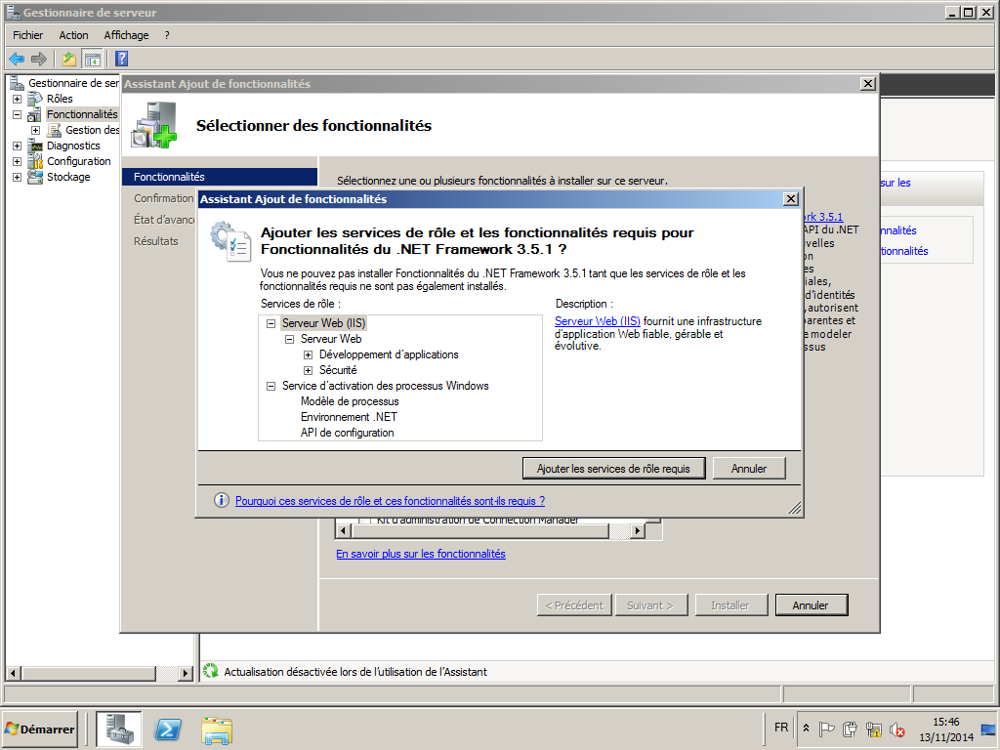 Gestionnaire de serveur
Fichier Action Affichage ?
Gestionnaire de ser
Rôles
Fonctionnalités
Gestion des
Diagnostics
Configuration
Stockage
Assistant Ajout de fonctionnalités
Sélectionner des fonctionnalités
Fonctionnalités
Confirmation
État d'avanc
Résultats
Sélectionnez une ou plusieurs fonctionnalités à installer sur ce serveur.
Assistant Ajout de fonctionnalités
Ajouter les services de rôle et les fonctionnalités requis pour
Fonctionnalités du .NET Framework 3.5.1 ?
Vous ne pouvez pas installer Fonctionnalités du .NET Framework 3.5.1 tant que les services de rôle et les
fonctionnalités requis ne sont pas également installés.
Services de rôle :
Serveur Web (IIS)
Serveur Web
Développement d'applications
Sécurité
Service d'activation des processus Windows
Modèle de processus
Environnement .NET
API de configuration
Description :
Serveur Web (IIS) fournit une infrastructure
d'application Web fiable, gérable et
évolutive.
Ajouter les services de rôle requis
Annuler
Pourquoi ces services de rôle et ces fonctionnalités sont-ils requis ?
rk 3.5.1
API du .NET
uvelles
on
es
iales,
d'identités
, autorisent
parentes et
e modeler
ssus
sur les
nnalités
tionnalités
Kit d'administration de Connection Manager
En savoir plus sur les fonctionnalités
< Précédent
Suivant >
Installer
Annuler
Actualisation désactivée lors de l'utilisation de l'Assistant
Démarrer
FR
15:46
13/11/2014